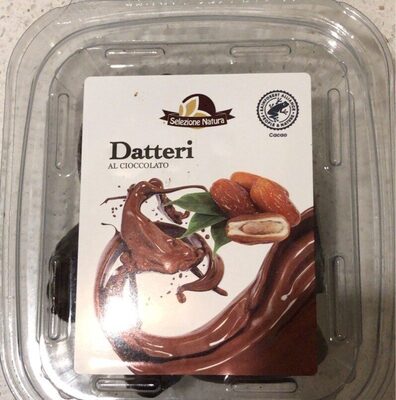 Selezione Natura
Cacao
Datteri
AL CIOCCOLATO